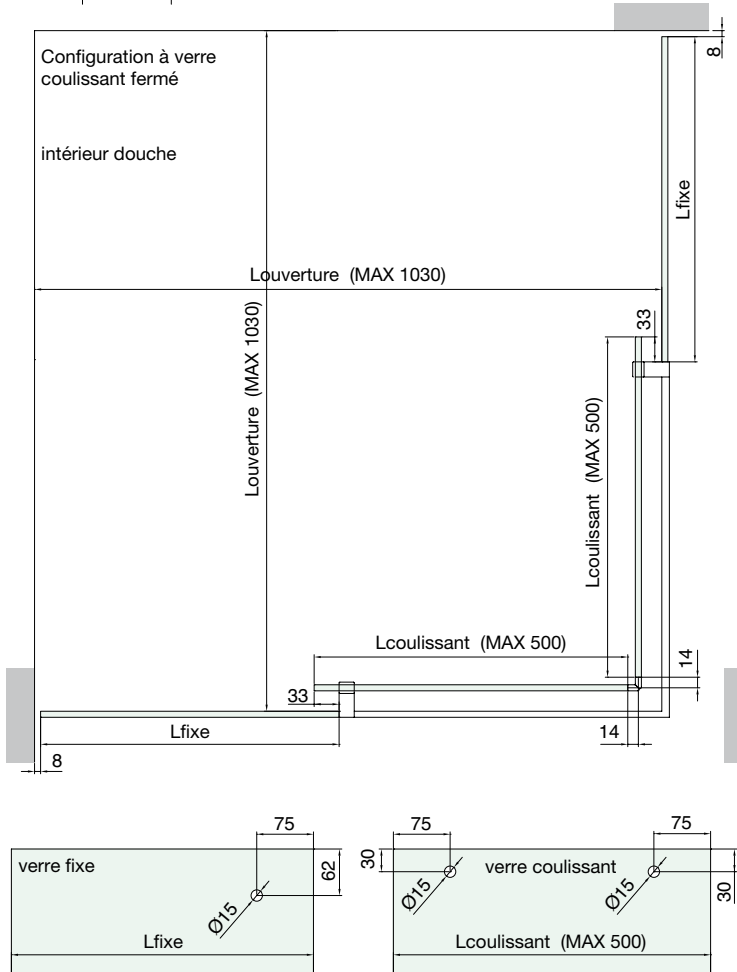 Configuration à verre
coulissant fermé
8
intérieur douche
Lfixe
Louverture (MAX 1030)
Louverture (MAX 1030)
33
Lcoulissant (MAX 500)
Lcoulissant (MAX 500)
14
33
Lfixe
14
8
75
75
75
verre fixe
62
30
verre coulissant
30
Ø15
Ø15
Ø15
Lfixe
Lcoulissant (MAX 500)